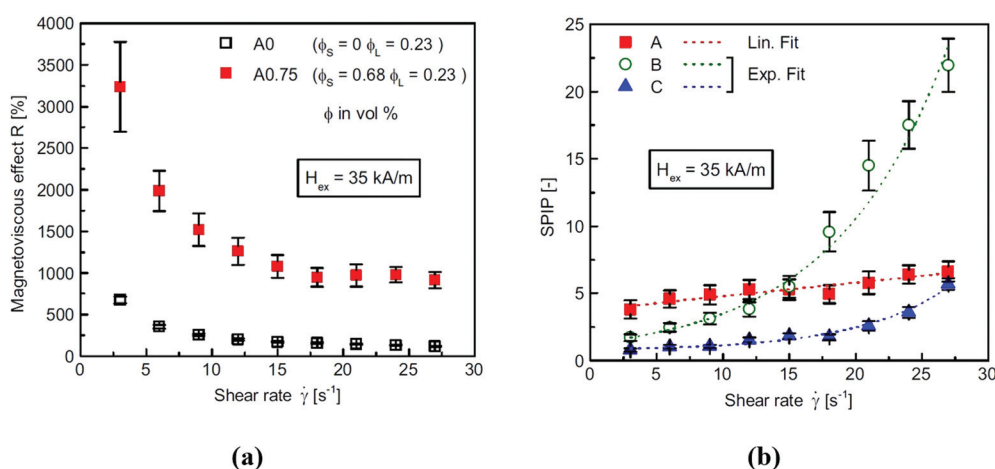 4000
3500
3000
2500
2000
1500
1000
500
0
Magnetoviscous effect R [%]
A0 (ϕS = 0 ϕL = 0.23 )
A0.75 (ϕS = 0.68 ϕL = 0.23 )
ϕ in vol %
Hex = 35 kA/m
0 5 10 15 20 25 30
Shear rate γ̇ [s-1]
(a)
25
20
15
10
5
0
SPIP [-]
A Lin. Fit
B Exp. Fit
C
Hex = 35 kA/m
0 5 10 15 20 25 30
Shear rate γ̇ [s-1]
(b)